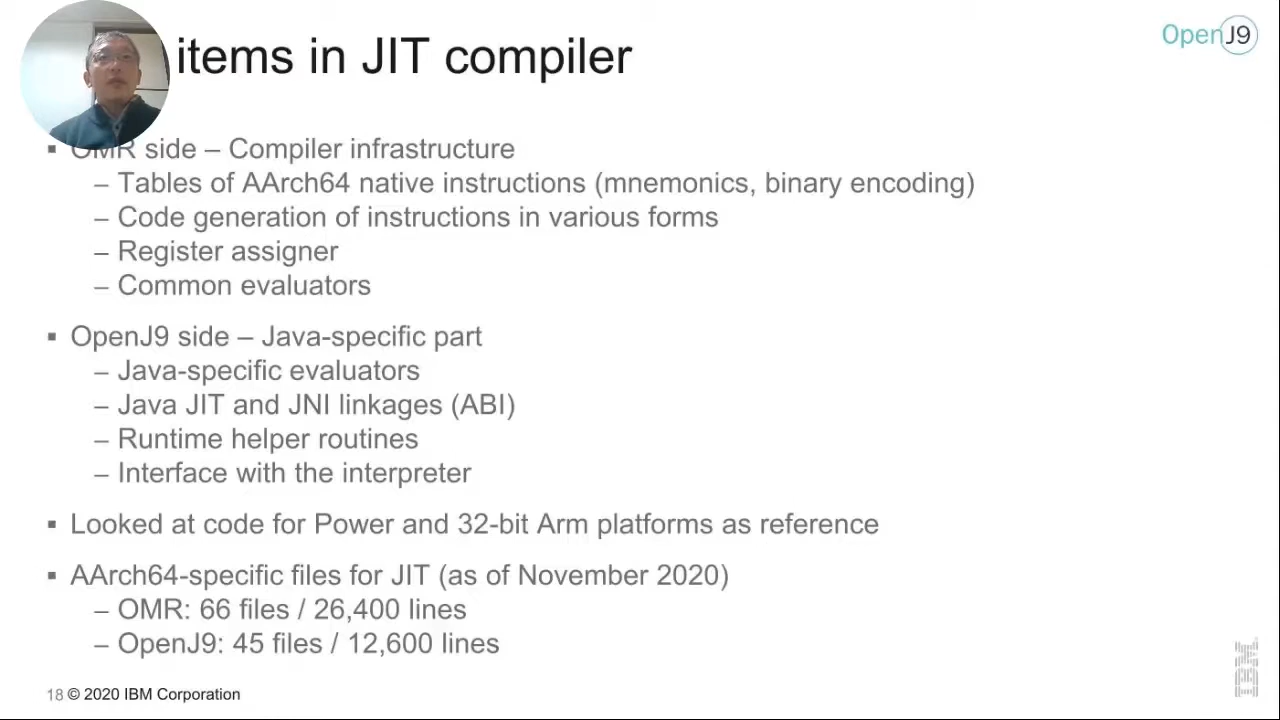 items in JIT compiler
OpenJ9
▪ OMR side – Compiler infrastructure
– Tables of AArch64 native instructions (mnemonics, binary encoding)
– Code generation of instructions in various forms
– Register assigner
– Common evaluators
▪ OpenJ9 side – Java-specific part
– Java-specific evaluators
– Java JIT and JNI linkages (ABI)
– Runtime helper routines
– Interface with the interpreter
▪ Looked at code for Power and 32-bit Arm platforms as reference
▪ AArch64-specific files for JIT (as of November 2020)
– OMR: 66 files / 26,400 lines
– OpenJ9: 45 files / 12,600 lines
18 © 2020 IBM Corporation
IBM